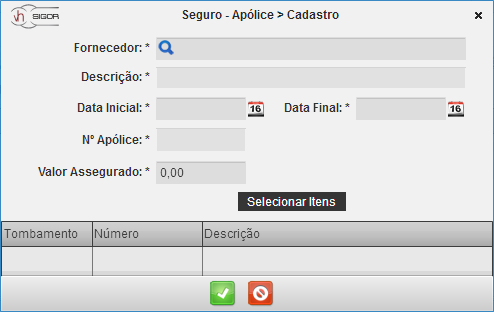 vh SIGOR
Seguro - Apólice > Cadastro
Fornecedor: *
Descrição: *
Data Inicial: * 16 Data Final: * 16
Nº Apólice: *
Valor Assegurado: * 0,00
Selecionar Itens
Tombamento Número Descrição